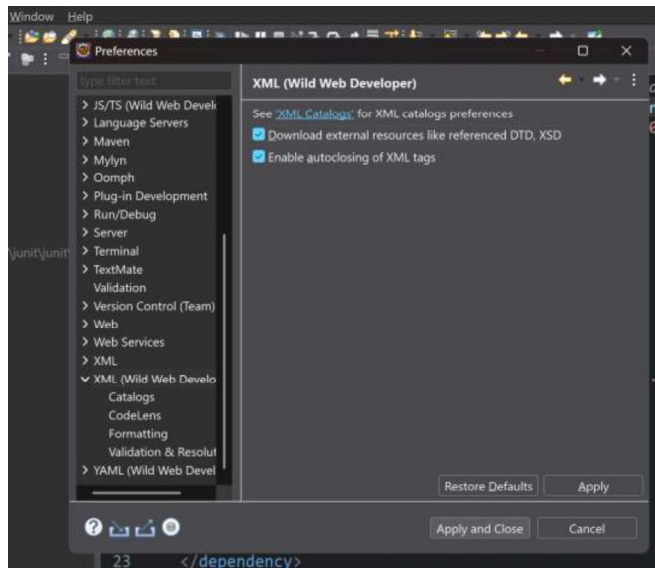 Window Help
Preferences
type filter text
JS/TS (Wild Web Develo
Language Servers
Maven
Mylyn
Oomph
Plug-in Development
Run/Debug
Server
Terminal
TextMate
Validation
Version Control (Team)
Web
Web Services
XML
XML (Wild Web Develo
Catalogs
CodeLens
Formatting
Validation & Resolut
YAML (Wild Web Devel
XML (Wild Web Developer)
See 'XML Catalogs' for XML catalogs preferences
Download external resources like referenced DTD, XSD
Enable autoclosing of XML tags
Restore Defaults Apply
Apply and Close Cancel
\junit\junit
23 </dependency>